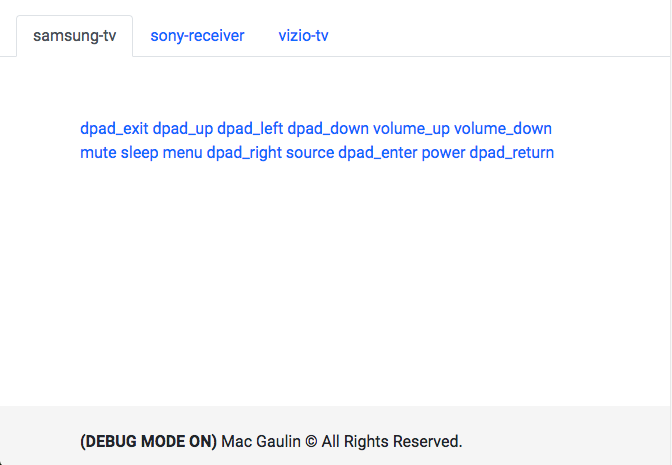 samsung-tv sony-receiver vizio-tv
dpad_exit dpad_up dpad_left dpad_down volume_up volume_down
mute sleep menu dpad_right source dpad_enter power dpad_return
(DEBUG MODE ON) Mac Gaulin © All Rights Reserved.